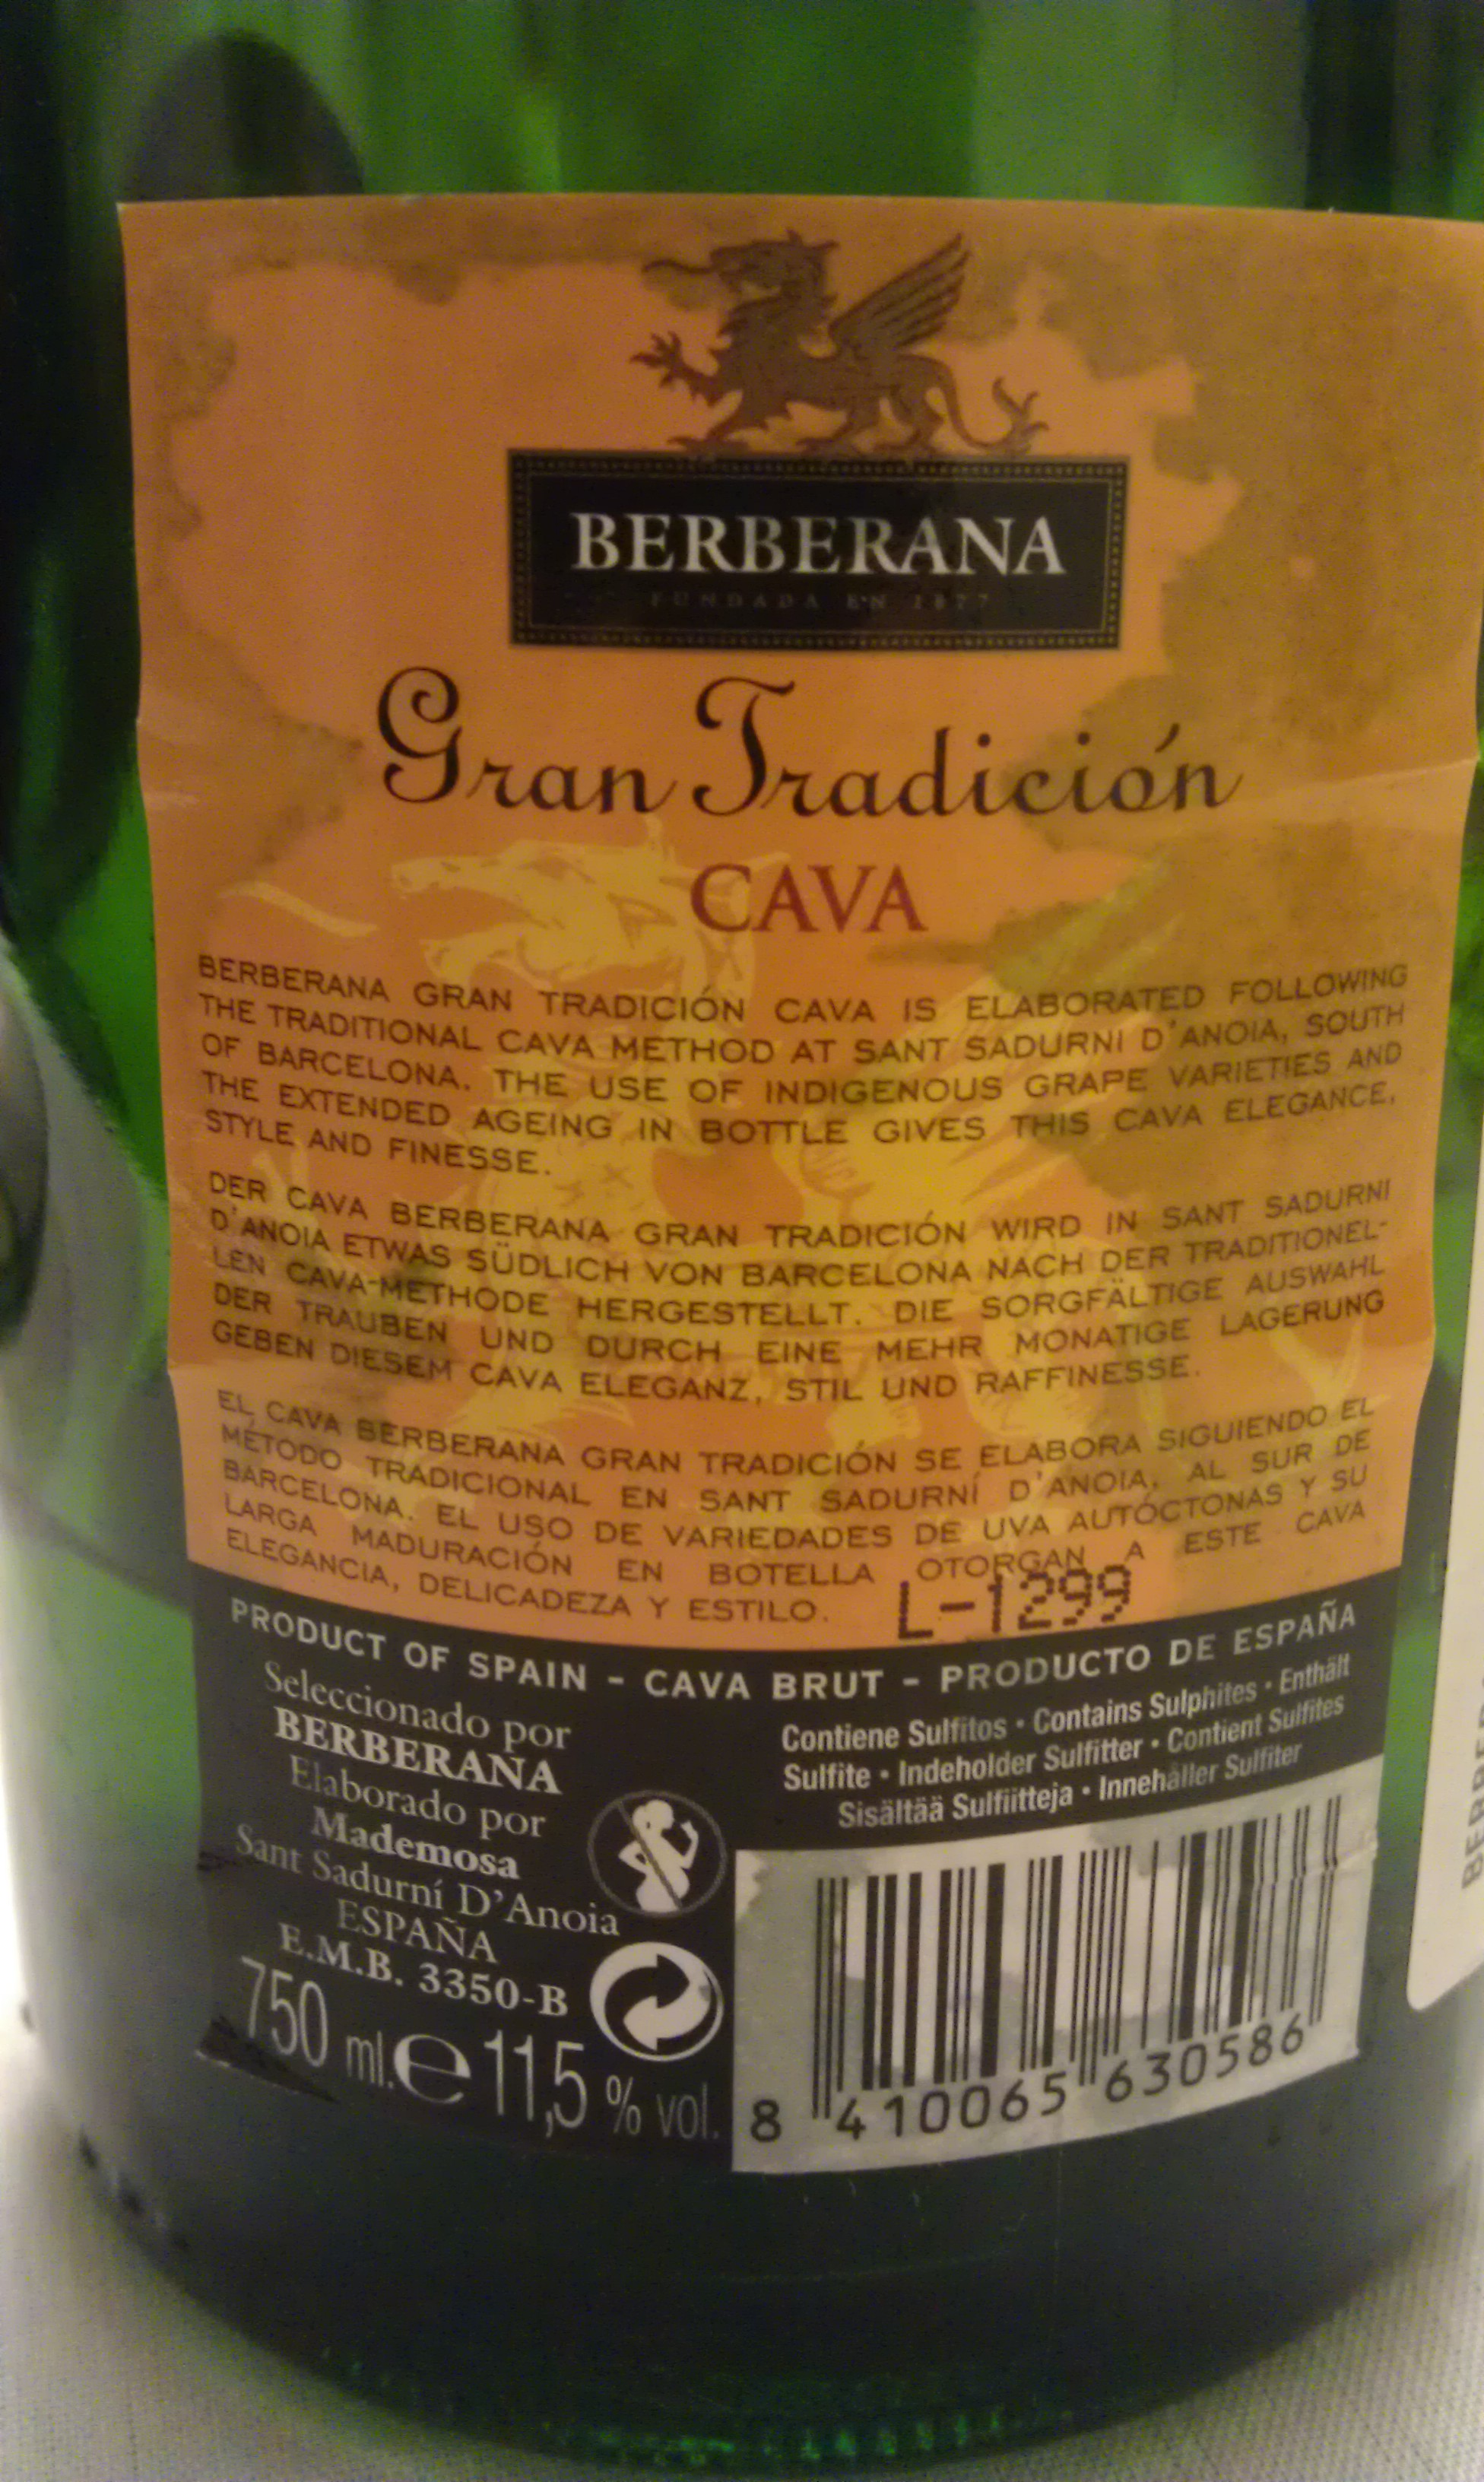 BERBERANA
FUNDADA EN 1877
Gran Tradición
CAVA
BERBERANA GRAN TRADICIÓN CAVA IS ELABORATED FOLLOWING
THE TRADITIONAL CAVA METHOD AT SANT SADURNI D'ANOIA, SOUTH
OF BARCELONA. THE USE OF INDIGENOUS GRAPE VARIETIES AND
THE EXTENDED AGEING IN BOTTLE GIVES THIS CAVA ELEGANCE,
STYLE AND FINESSE.
DER CAVA BERBERANA GRAN TRADICIÓN WIRD IN SANT SADURNI
D'ANOIA ETWAS SÜDLICH VON BARCELONA NACH DER TRADITIONEL-
LEN CAVA-METHODE HERGESTELLT. DIE SORGFÄLTIGE AUSWAHL
DER TRAUBEN UND DURCH EINE MEHR MONATIGE LAGERUNG
GEBEN DIESEM CAVA ELEGANZ, STIL UND RAFFINESSE.
EL CAVA BERBERANA GRAN TRADICIÓN SE ELABORA SIGUIENDO EL
MÉTODO TRADICIONAL EN SANT SADURNÍ D'ANOIA, AL SUR DE
BARCELONA. EL USO DE VARIEDADES DE UVA AUTÓCTONAS Y SU
LARGA MADURACIÓN EN BOTELLA OTORGAN A ESTE CAVA
ELEGANCIA, DELICADEZA Y ESTILO.
L-1299
PRODUCT OF SPAIN - CAVA BRUT - PRODUCTO DE ESPAÑA
Seleccionado por
BERBERANA
Elaborado por
Mademosa
Sant Sadurní D'Anoia
ESPAÑA
E.M.B. 3350-B
750 ml. e 11,5 % vol.
Contiene Sulfitos · Contains Sulphites · Enthält
Sulfite · Indeholder Sulfitter · Contient Sulfites
Sisältää Sulfiitteja · Innehåller Sulfiter
8 410065 630586